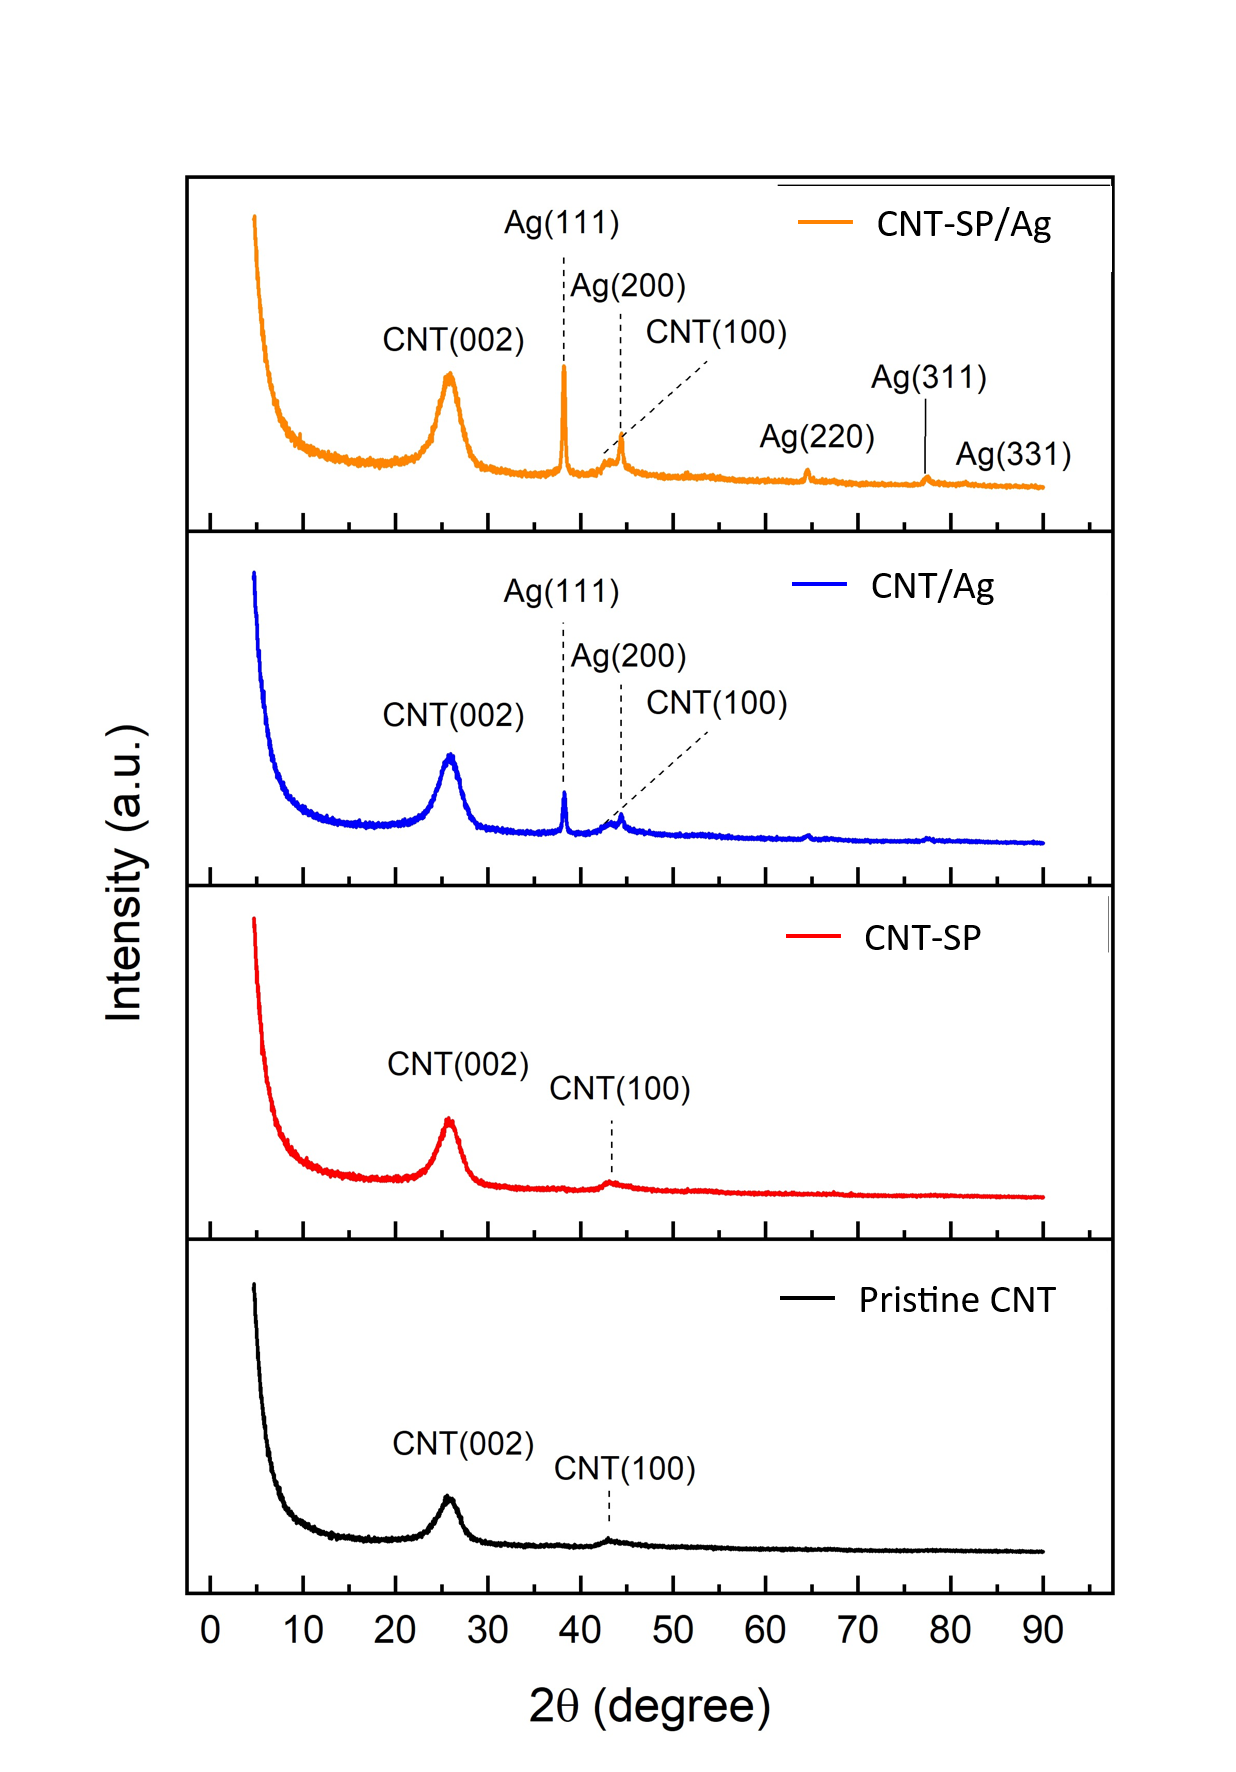 CNT-SP/Ag
Ag(111)
Ag(200)
CNT(100)
CNT(002)
Ag(311)
Ag(220)
Ag(331)
CNT/Ag
Ag(111)
Ag(200)
CNT(100)
CNT(002)
Intensity (a.u.)
CNT-SP
CNT(002)
CNT(100)
Pristine CNT
CNT(002)
CNT(100)
0 10 20 30 40 50 60 70 80 90
2θ (degree)